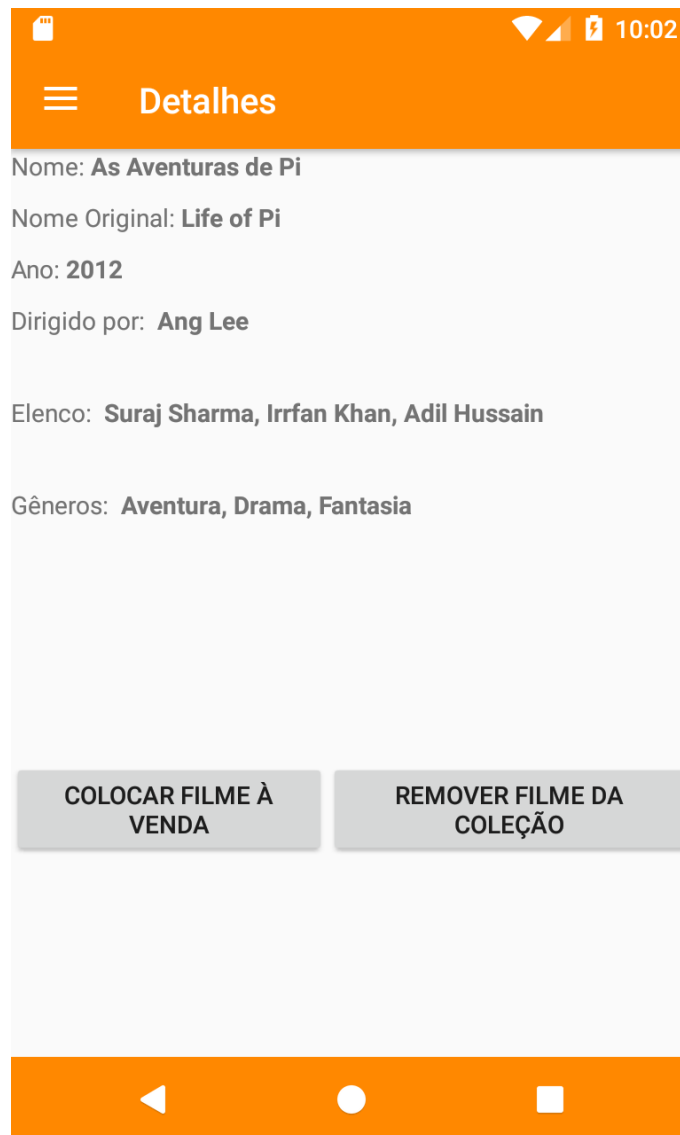 10:02
Detalhes
Nome: As Aventuras de Pi
Nome Original: Life of Pi
Ano: 2012
Dirigido por: Ang Lee
Elenco: Suraj Sharma, Irrfan Khan, Adil Hussain
Gêneros: Aventura, Drama, Fantasia
COLOCAR FILME À
VENDA
REMOVER FILME DA
COLEÇÃO